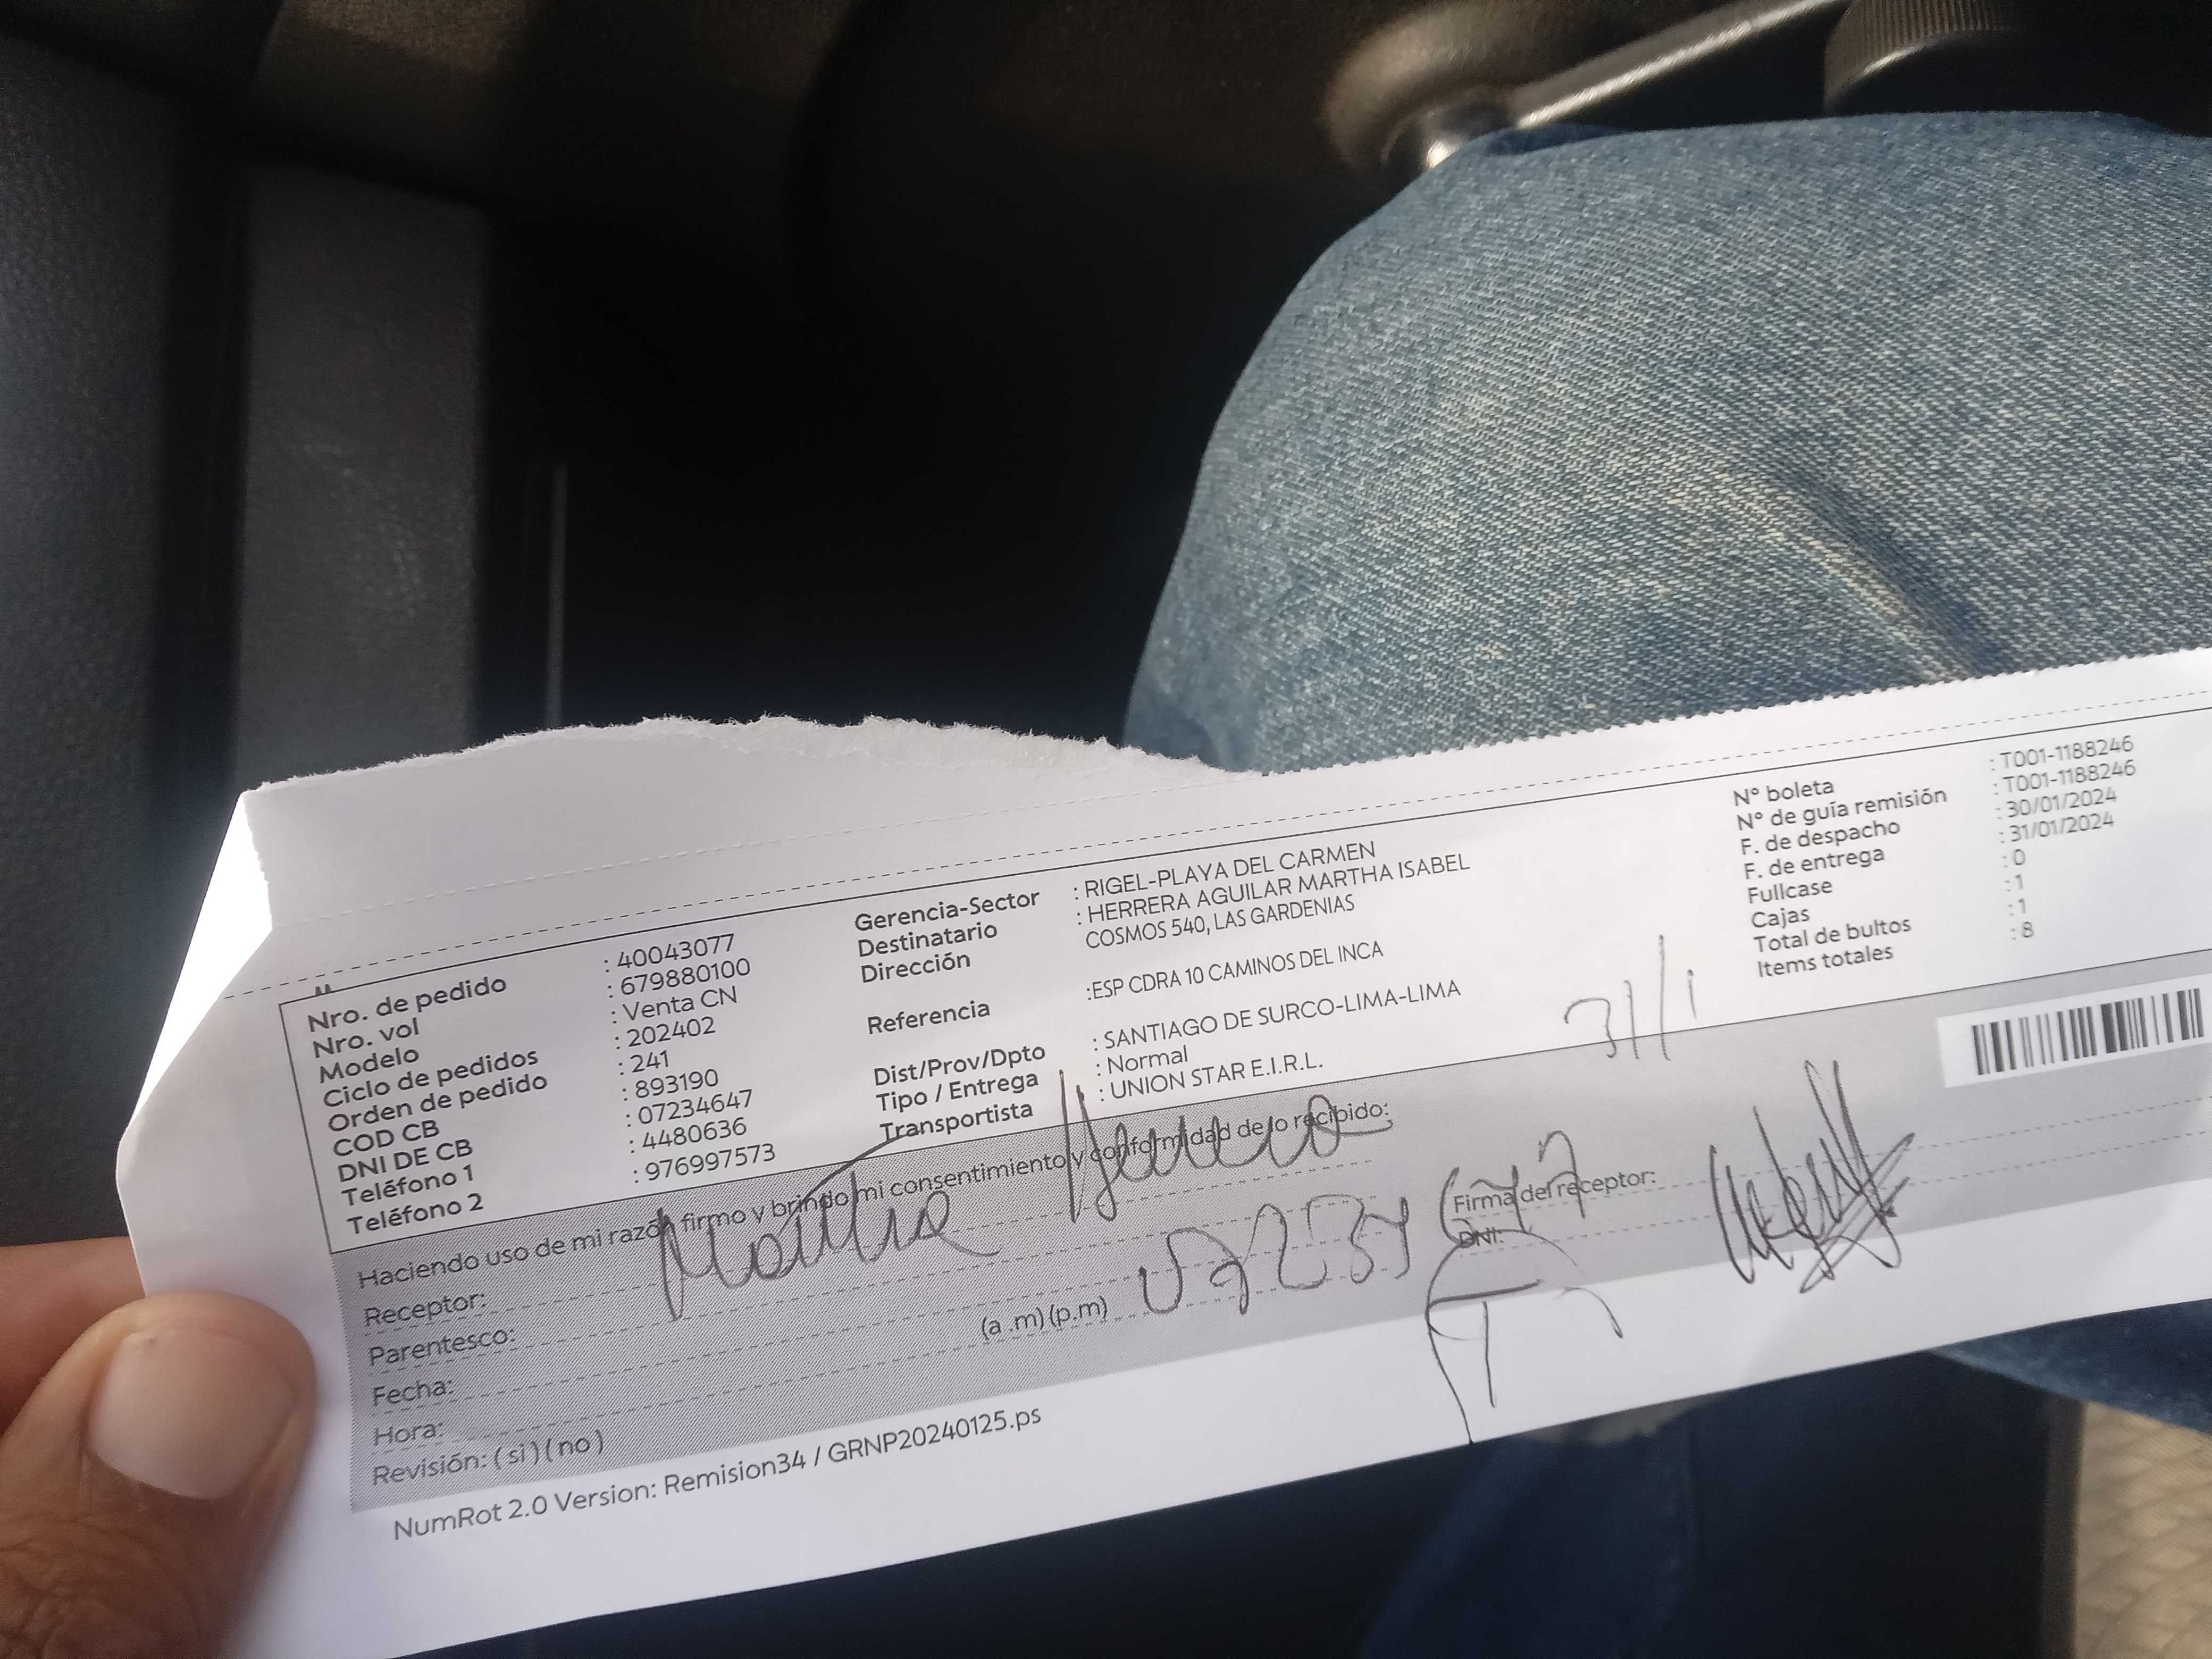 Nro. de pedido : 40043077
Nro. vol : 679880100
Modelo : Venta CN
Ciclo de pedidos : 202402
Orden de pedido : 241
COD CB : 893190
DNI DE CB : 07234647
Teléfono 1 : 4480636
Teléfono 2 : 976997573
Gerencia-Sector : RIGEL-PLAYA DEL CARMEN
Destinatario : HERRERA AGUILAR MARTHA ISABEL
Dirección COSMOS 540, LAS GARDENIAS
Referencia :ESP CDRA 10 CAMINOS DEL INCA
Dist/Prov/Dpto : SANTIAGO DE SURCO-LIMA-LIMA
Tipo / Entrega : Normal
Transportista : UNION STAR E.I.R.L.
N° boleta : T001-1188246
N° de guía remisión : T001-1188246
F. de despacho : 30/01/2024
F. de entrega : 31/01/2024
Fullcase : 0
Cajas : 1
Total de bultos : 1
Items totales : 8
31/1
Haciendo uso de mi razón firmo y brindo mi consentimiento y conformidad de lo recibido:
Receptor: Martha Herrera
Parentesco:
Fecha:
Hora: (a .m) (p.m)
Revisión: ( si ) ( no )
Firma del receptor:
DNI:
NumRot 2.0 Version: Remision34 / GRNP20240125.ps